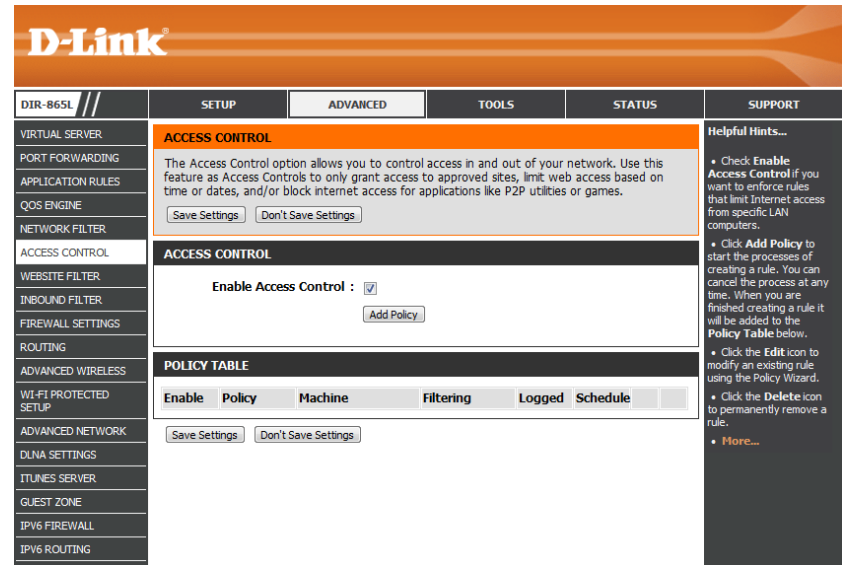 D-Link
DIR-865L
SETUP
ADVANCED
TOOLS
STATUS
SUPPORT
VIRTUAL SERVER
PORT FORWARDING
APPLICATION RULES
QOS ENGINE
NETWORK FILTER
ACCESS CONTROL
WEBSITE FILTER
INBOUND FILTER
FIREWALL SETTINGS
ROUTING
ADVANCED WIRELESS
WI-FI PROTECTED
SETUP
ADVANCED NETWORK
DLNA SETTINGS
ITUNES SERVER
GUEST ZONE
IPV6 FIREWALL
IPV6 ROUTING
ACCESS CONTROL
The Access Control option allows you to control access in and out of your network. Use this
feature as Access Controls to only grant access to approved sites, limit web access based on
time or dates, and/or block internet access for applications like P2P utilities or games.
Save Settings
Don't Save Settings
ACCESS CONTROL
Enable Access Control :
Add Policy
POLICY TABLE
Enable Policy Machine Filtering Logged Schedule
Save Settings
Don't Save Settings
Helpful Hints...
• Check Enable
Access Control if you
want to enforce rules
that limit Internet access
from specific LAN
computers.
• Click Add Policy to
start the processes of
creating a rule. You can
cancel the process at any
time. When you are
finished creating a rule it
will be added to the
Policy Table below.
• Click the Edit icon to
modify an existing rule
using the Policy Wizard.
• Click the Delete icon
to permanently remove a
rule.
• More...